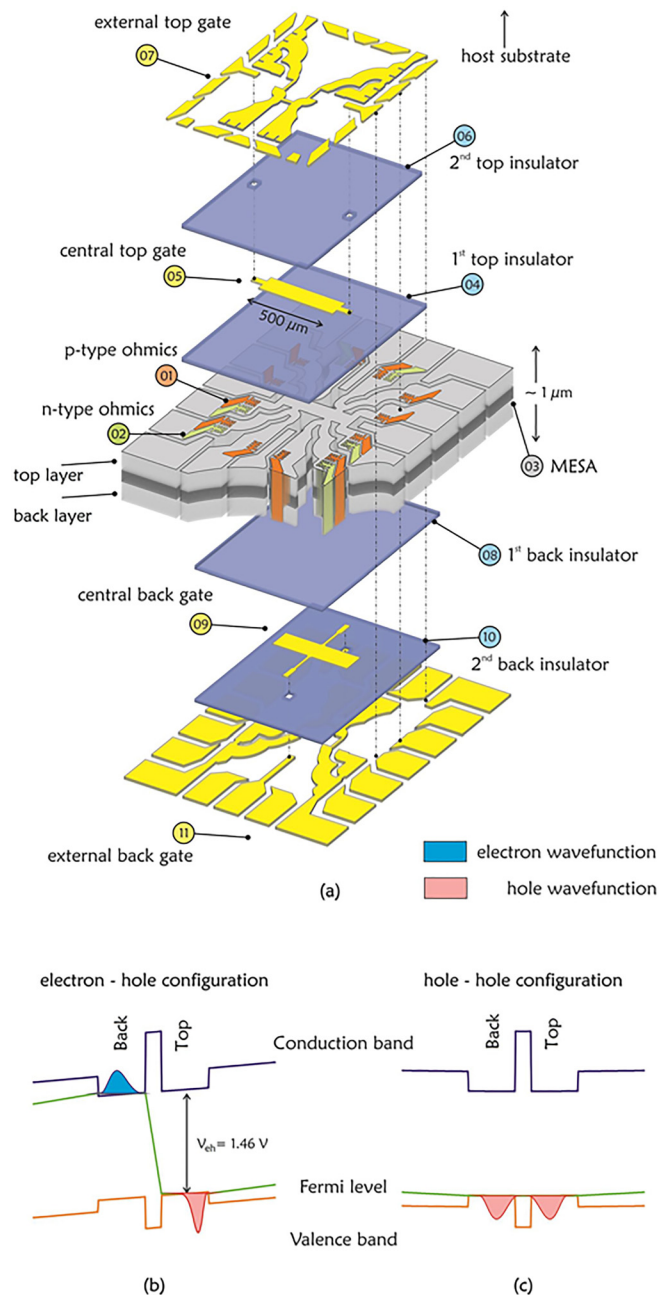 external top gate
07
host substrate
06
2nd top insulator
central top gate
05
1st top insulator
04
500 µm
p-type ohmics
01
n-type ohmics
02
~ 1 µm
03 MESA
top layer
back layer
08 1st back insulator
central back gate
09
10
2nd back insulator
11
external back gate
electron wavefunction
hole wavefunction
(a)
electron - hole configuration
hole - hole configuration
Back
Top
Conduction band
Back
Top
Veh = 1.46 V
Fermi level
Valence band
(b)
(c)